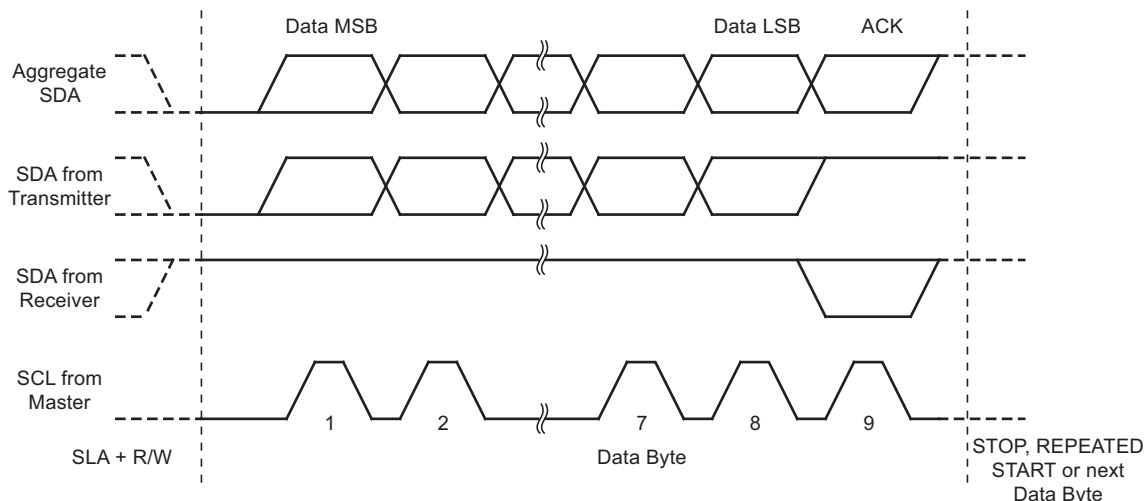 Data MSB
Data LSB
ACK
Aggregate
SDA
SDA from
Transmitter
SDA from
Receiver
SCL from
Master
1
2
7
8
9
SLA + R/W
Data Byte
STOP, REPEATED
START or next
Data Byte